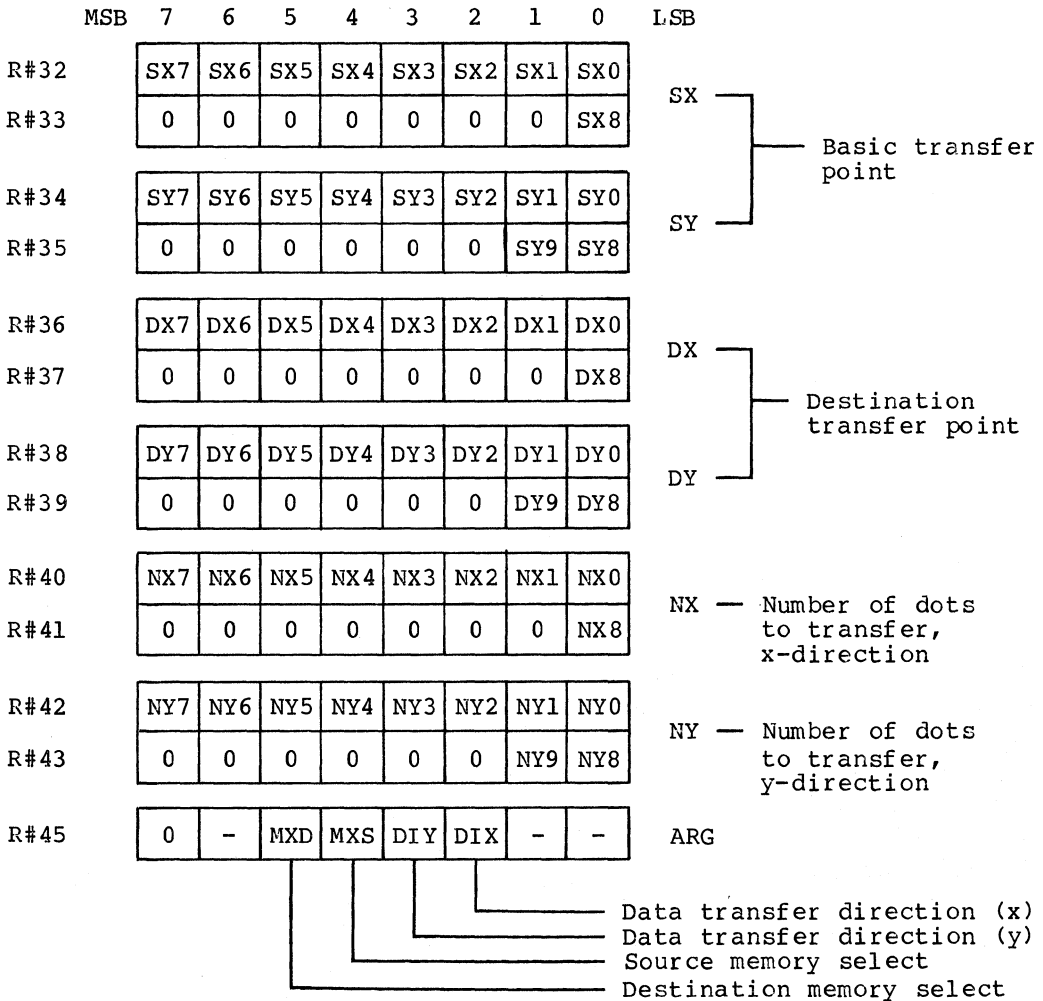 MSB 7 6 5 4 3 2 1 0 LSB
R#32 SX7 SX6 SX5 SX4 SX3 SX2 SX1 SX0
SX
R#33 0 0 0 0 0 0 0 SX8
Basic transfer
point
R#34 SY7 SY6 SY5 SY4 SY3 SY2 SY1 SY0
SY
R#35 0 0 0 0 0 0 SY9 SY8
R#36 DX7 DX6 DX5 DX4 DX3 DX2 DX1 DX0
DX
R#37 0 0 0 0 0 0 0 DX8
Destination
transfer point
R#38 DY7 DY6 DY5 DY4 DY3 DY2 DY1 DY0
DY
R#39 0 0 0 0 0 0 DY9 DY8
R#40 NX7 NX6 NX5 NX4 NX3 NX2 NX1 NX0
NX — Number of dots
R#41 0 0 0 0 0 0 0 NX8
to transfer,
x-direction
R#42 NY7 NY6 NY5 NY4 NY3 NY2 NY1 NY0
NY — Number of dots
R#43 0 0 0 0 0 0 NY9 NY8
to transfer,
y-direction
R#45 0 - MXD MXS DIY DIX - - ARG
Data transfer direction (x)
Data transfer direction (y)
Source memory select
Destination memory select